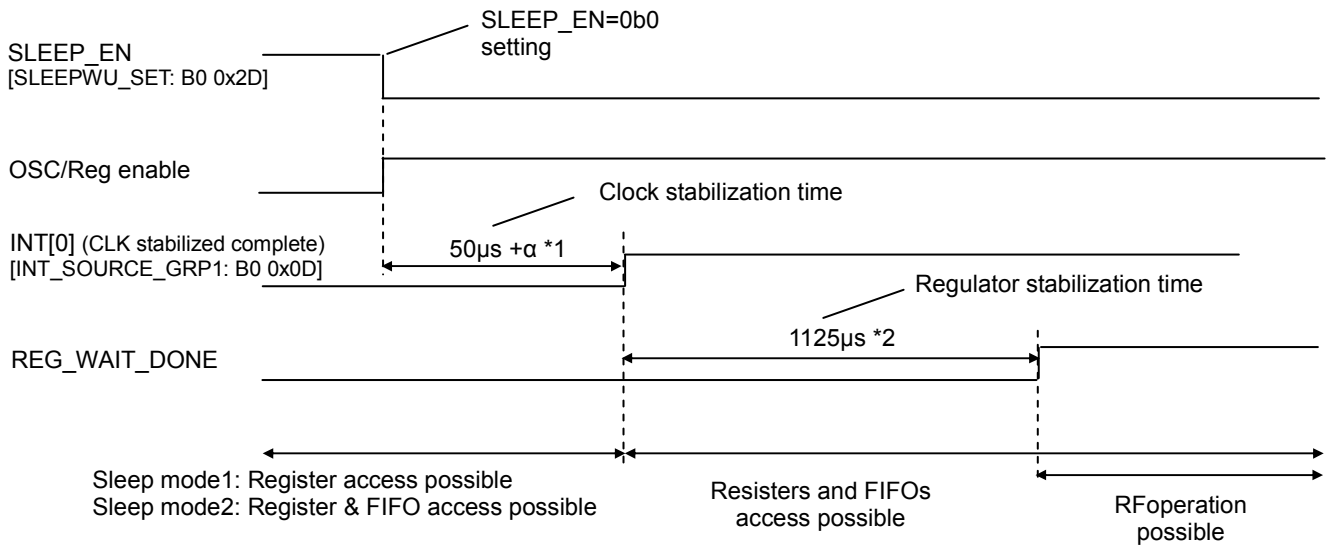 SLEEP_EN=0b0
setting
SLEEP_EN
[SLEEPWU_SET: B0 0x2D]
OSC/Reg enable
Clock stabilization time
INT[0] (CLK stabilized complete)
[INT_SOURCE_GRP1: B0 0x0D]
50µs +α *1
Regulator stabilization time
1125µs *2
REG_WAIT_DONE
Sleep mode1: Register access possible
Sleep mode2: Register & FIFO access possible
Resisters and FIFOs
access possible
RFoperation
possible